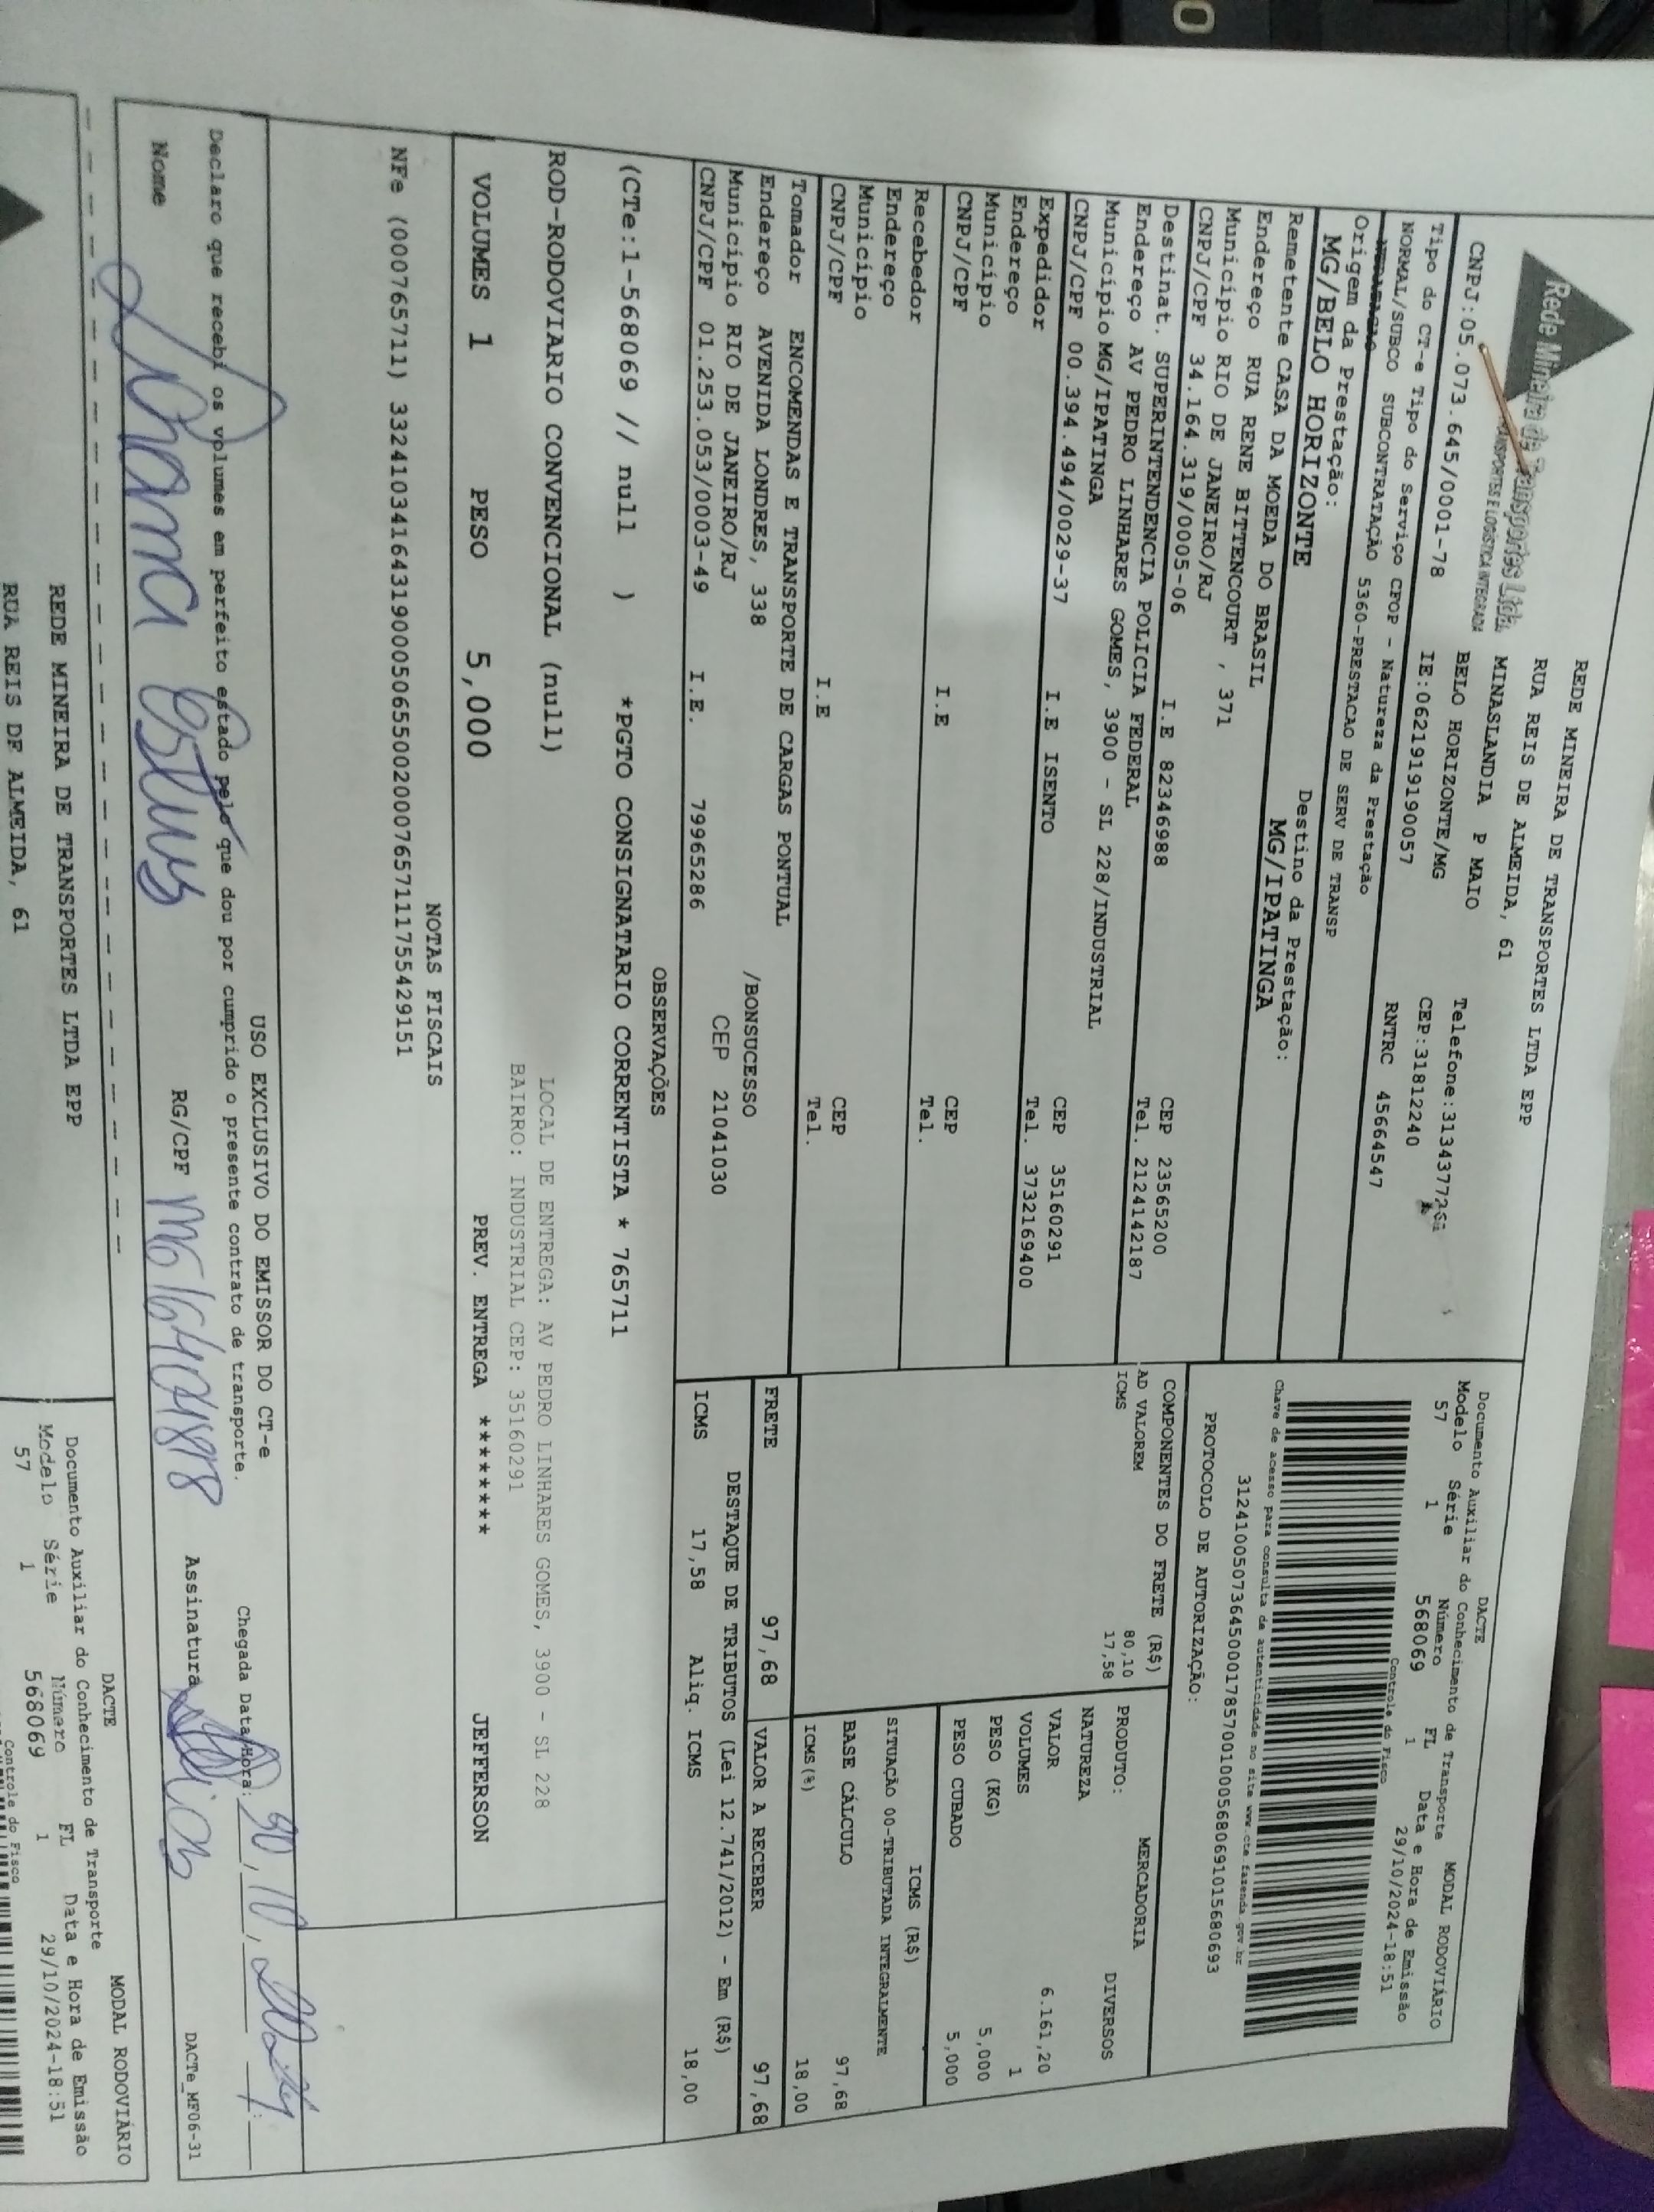 Rede Mineira de Transportes Ltda.
TRANSPORTES E LOGÍSTICA INTEGRADA
REDE MINEIRA DE TRANSPORTES LTDA EPP
RUA REIS DE ALMEIDA, 61
MINASLANDIA P MAIO
BELO HORIZONTE/MG
CNPJ:05.073.645/0001-78 IE:0621919190057
Telefone:3134377261
CEP:31812240
RNTRC 45664547
DACTE
Documento Auxiliar do Conhecimento de Transporte MODAL RODOVIÁRIO
Modelo Série Número FL Data e Hora de Emissão
57 1 568069 1 29/10/2024-18:51
Controle do Fisco
Chave de acesso para consulta de autenticidade no site www.cte.fazenda.gov.br
31241005073645000178570010005680691015680693
PROTOCOLO DE AUTORIZAÇÃO:
Tipo do CT-e Tipo do Serviço CFOP - Natureza da Prestação
NORMAL/SUBCO SUBCONTRATAÇÃO 5360-PRESTACAO DE SERV DE TRANSP
Origem da Prestação: Destino da Prestação:
MG/BELO HORIZONTE MG/IPATINGA
Remetente CASA DA MOEDA DO BRASIL
Endereço RUA RENE BITTENCOURT , 371
Município RIO DE JANEIRO/RJ CEP 23565200
CNPJ/CPF 34.164.319/0005-06 I.E 82346988 Tel. 2124142187
Destinat. SUPERINTENDENCIA POLICIA FEDERAL
Endereço AV PEDRO LINHARES GOMES, 3900 - SL 228/INDUSTRIAL
Município MG/IPATINGA CEP 35160291
CNPJ/CPF 00.394.494/0029-37 I.E ISENTO Tel. 3732169400
Expedidor
Endereço
Município CEP
CNPJ/CPF I.E Tel.
Recebedor
Endereço
Município CEP
CNPJ/CPF I.E Tel.
Tomador ENCOMENDAS E TRANSPORTE DE CARGAS PONTUAL
Endereço AVENIDA LONDRES, 338 /BONSUCESSO
Município RIO DE JANEIRO/RJ CEP 21041030
CNPJ/CPF 01.253.053/0003-49 I.E. 79965286
COMPONENTES DO FRETE (R$)
AD VALOREM 80,10
ICMS 17,58
MERCADORIA
PRODUTO: DIVERSOS
NATUREZA
VALOR 6.161,20
VOLUMES 1
PESO (KG) 5,000
PESO CUBADO 5,000
ICMS (R$)
SITUAÇÃO 00-TRIBUTADA INTEGRALMENTE
BASE CÁLCULO 97,68
ICMS(%) 18,00
FRETE 97,68 VALOR A RECEBER 97,68
DESTAQUE DE TRIBUTOS (Lei 12.741/2012) - Em (R$)
ICMS 17,58 Aliq. ICMS 18,00
OBSERVAÇÕES
(CTe:1-568069 // null ) *PGTO CONSIGNATARIO CORRENTISTA * 765711
ROD-RODOVIARIO CONVENCIONAL (null)
LOCAL DE ENTREGA: AV PEDRO LINHARES GOMES, 3900 - SL 228
BAIRRO: INDUSTRIAL CEP: 35160291
VOLUMES 1 PESO 5,000 PREV. ENTREGA ******** JEFFERSON
NOTAS FISCAIS
NFe (000765711) 33241034164319000506550020007657111755429151
USO EXCLUSIVO DO EMISSOR DO CT-e
Declaro que recebi os volumes em perfeito estado pelo que dou por cumprido o presente contrato de transporte.
Chegada Data/Hora: 30,10,2024
Nome RG/CPF Assinatura
DACTe_MF06-31
REDE MINEIRA DE TRANSPORTES LTDA EPP
RUA REIS DE ALMEIDA, 61
DACTE
Documento Auxiliar do Conhecimento de Transporte MODAL RODOVIÁRIO
Modelo Série Número FL Data e Hora de Emissão
57 1 568069 1 29/10/2024-18:51
Controle do Fisco